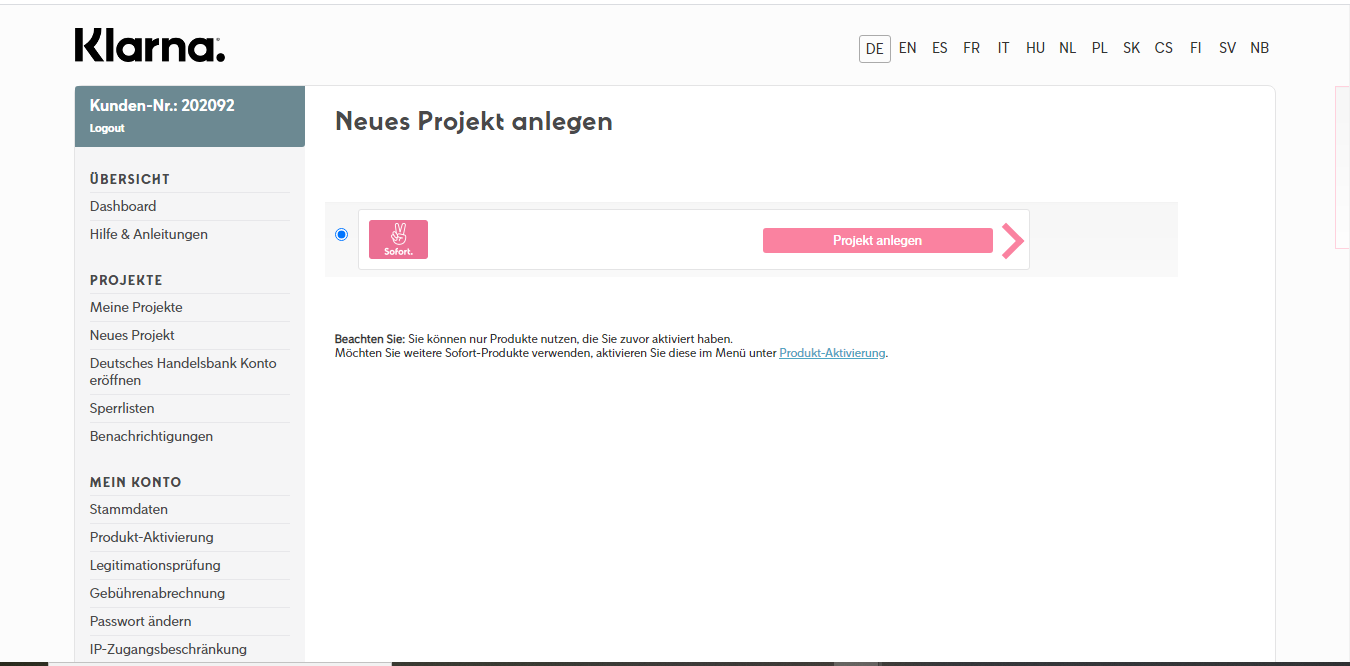 Klarna.
DE EN ES FR IT HU NL PL SK CS FI SV NB
Kunden-Nr.: 202092
Logout
ÜBERSICHT
Dashboard
Hilfe & Anleitungen
PROJEKTE
Meine Projekte
Neues Projekt
Deutsches Handelsbank Konto
eröffnen
Sperrlisten
Benachrichtigungen
MEIN KONTO
Stammdaten
Produkt-Aktivierung
Legitimationsprüfung
Gebührenabrechnung
Passwort ändern
IP-Zugangsbeschränkung
Neues Projekt anlegen
Sofort.
Projekt anlegen
Beachten Sie: Sie können nur Produkte nutzen, die Sie zuvor aktiviert haben.
Möchten Sie weitere Sofort-Produkte verwenden, aktivieren Sie diese im Menü unter Produkt-Aktivierung.